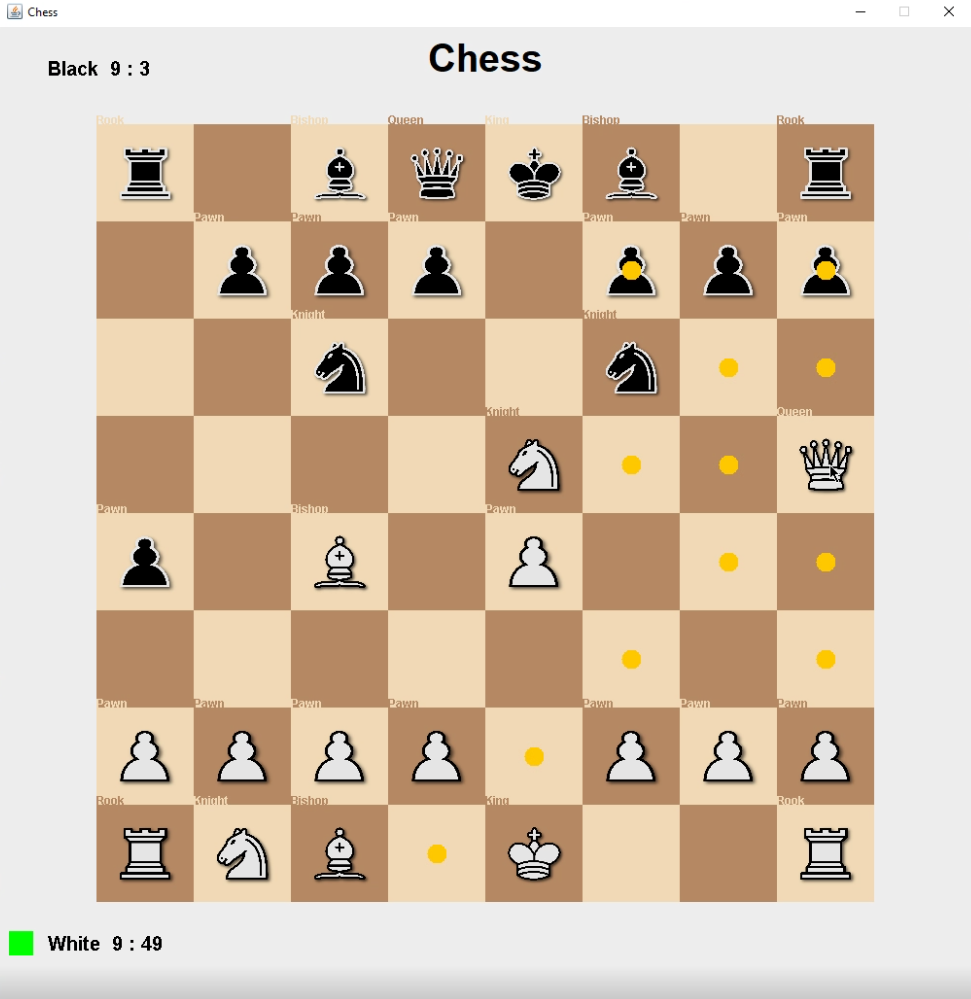 Chess
Chess
Black 9 : 3
Rook Bishop Queen King Bishop Rook
Pawn Pawn Pawn Pawn Pawn Pawn
Knight Knight
Knight Queen
Pawn Bishop Pawn
Pawn Pawn Pawn Pawn Pawn Pawn Pawn
Rook Knight Bishop King Rook
White 9 : 49